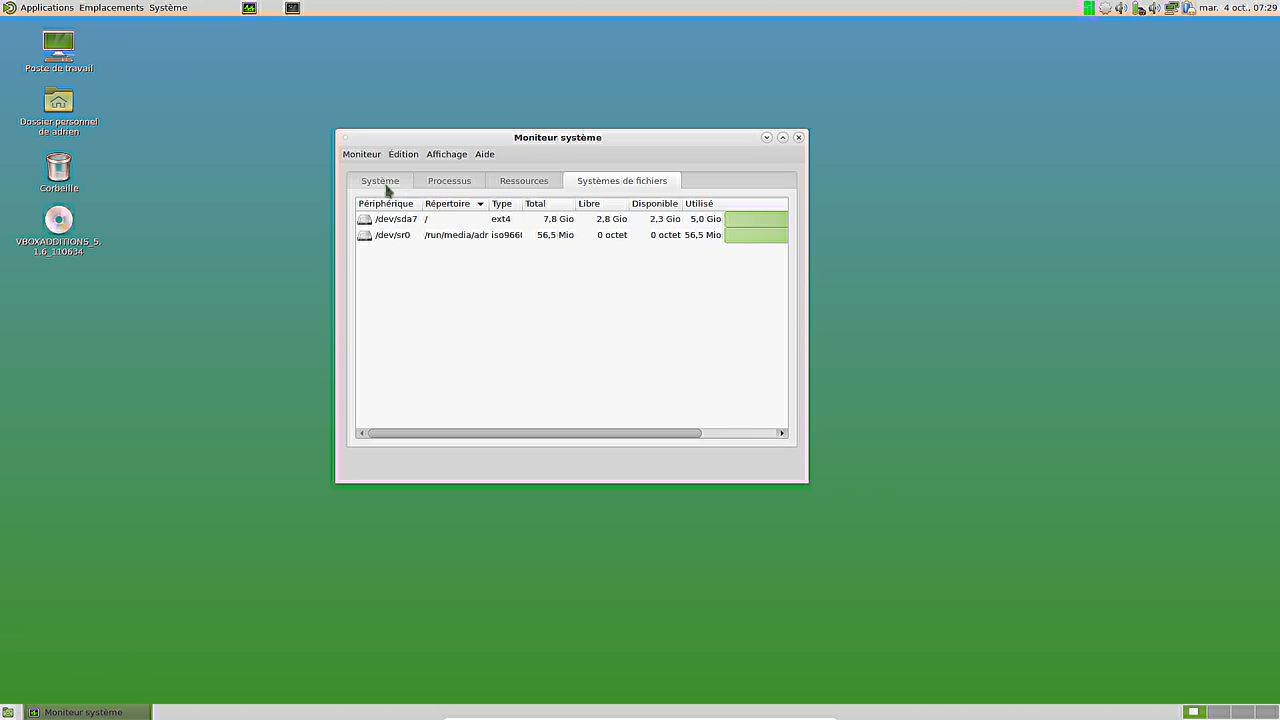 Applications Emplacements Système
mar. 4 oct., 07:29
Poste de travail
Dossier personnel
de adrien
Corbeille
VBOXADDITIONS_5.
1.6_110634
Moniteur système
Moniteur Édition Affichage Aide
Système Processus Ressources Systèmes de fichiers
Périphérique Répertoire Type Total Libre Disponible Utilisé
/dev/sda7 / ext4 7,8 Gio 2,8 Gio 2,3 Gio 5,0 Gio
/dev/sr0 /run/media/adr iso966 56,5 Mio 0 octet 0 octet 56,5 Mio
Moniteur système